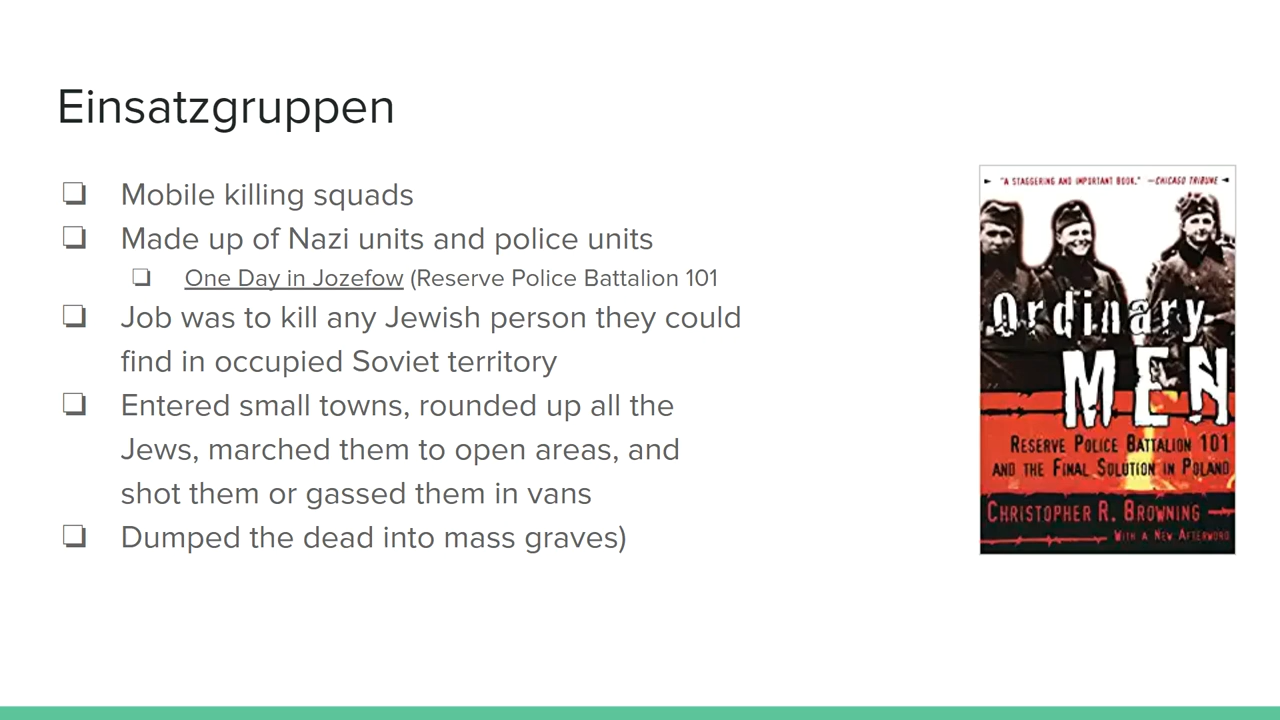 Einsatzgruppen
❏ Mobile killing squads
❏ Made up of Nazi units and police units
❏ One Day in Jozefow (Reserve Police Battalion 101
❏ Job was to kill any Jewish person they could
find in occupied Soviet territory
❏ Entered small towns, rounded up all the
Jews, marched them to open areas, and
shot them or gassed them in vans
❏ Dumped the dead into mass graves)
"A STAGGERING AND IMPORTANT BOOK." —CHICAGO TRIBUNE
Ordinary
MEN
RESERVE POLICE BATTALION 101
AND THE FINAL SOLUTION IN POLAND
CHRISTOPHER R. BROWNING
WITH A NEW AFTERWORD